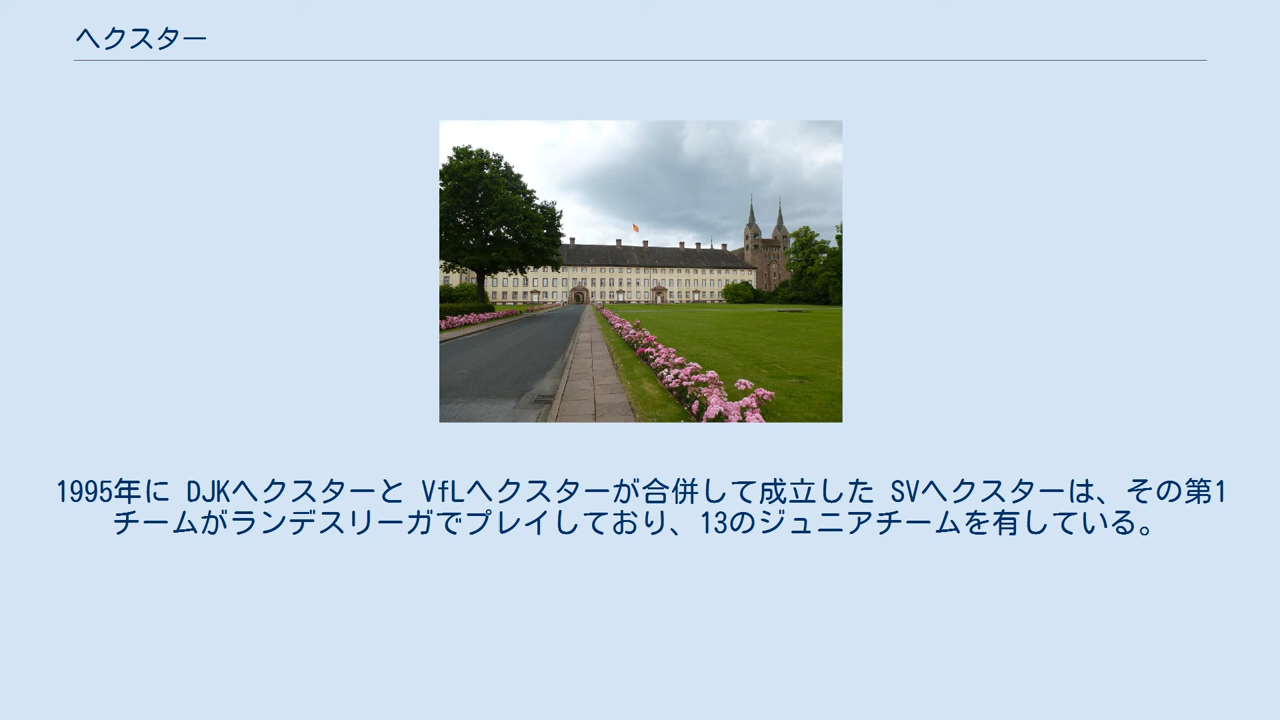 ヘクスター
1995年に DJKヘクスターと VfLヘクスターが合併して成立した SVヘクスターは、その第1
チームがランデスリーガでプレイしており、13のジュニアチームを有している。